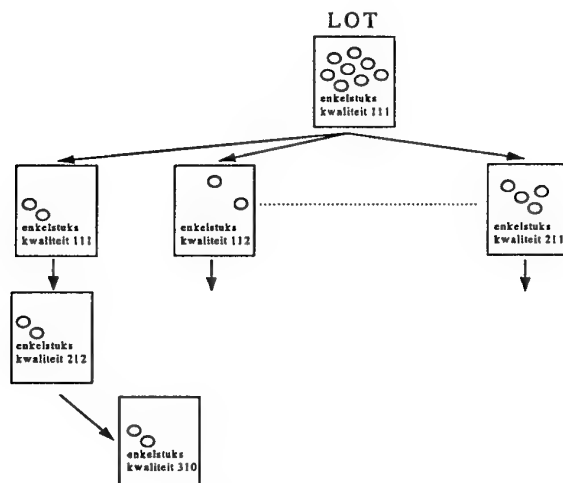 LOT
enkelstuks
kwaliteit 111
enkelstuks
kwaliteit 111
enkelstuks
kwaliteit 112
enkelstuks
kwaliteit 211
enkelstuks
kwaliteit 212
enkelstuks
kwaliteit 310